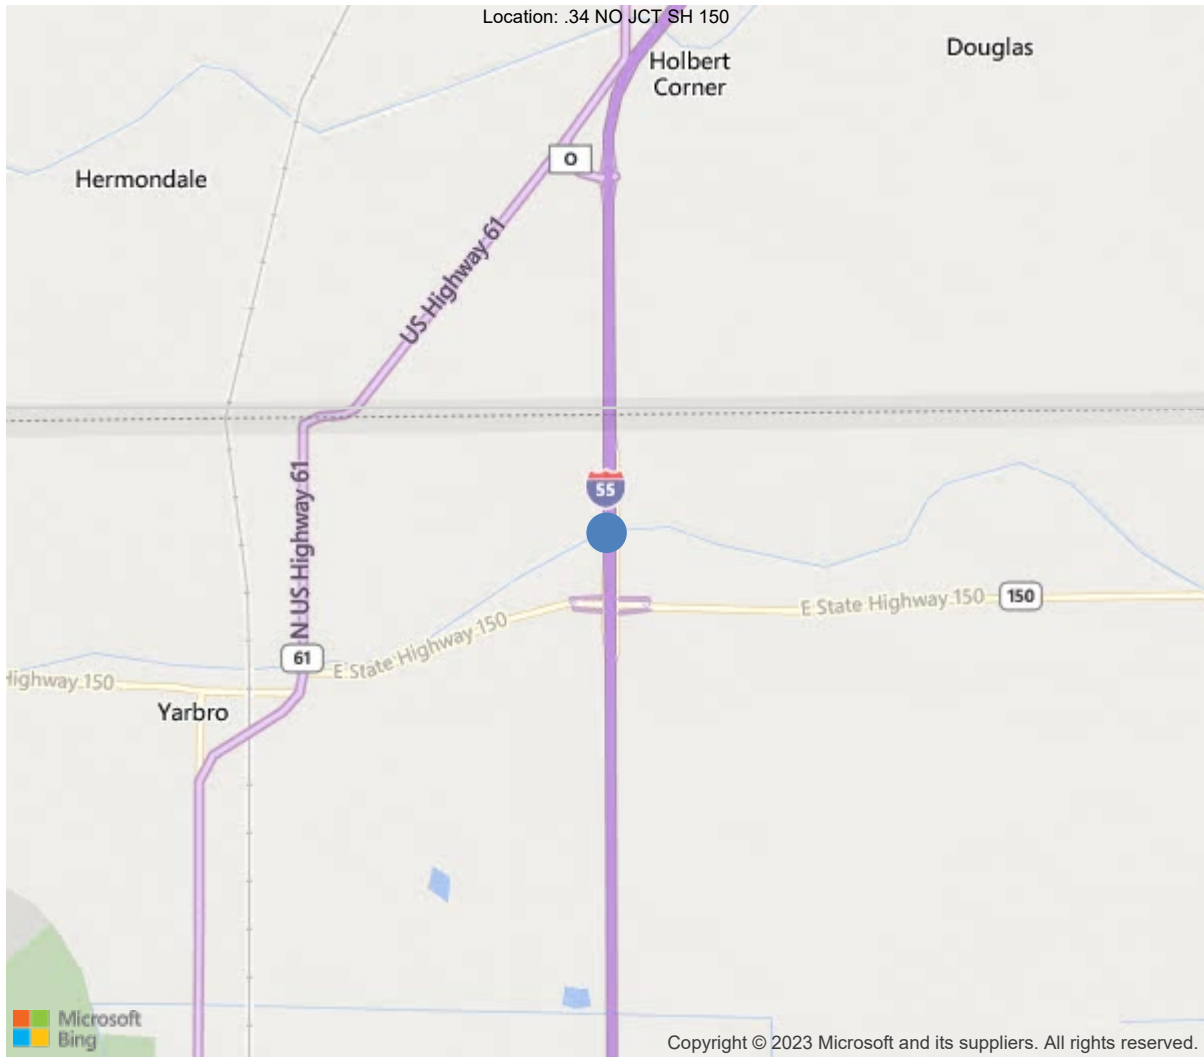 Location: .34 NO JCT SH 150
Douglas
Holbert
Corner
O
Hermondale
US Highway 61
55
N US Highway 61
E State Highway 150
150
E State Highway 150
61
Highway 150
Yarbro
Microsoft
Bing
Copyright © 2023 Microsoft and its suppliers. All rights reserved.